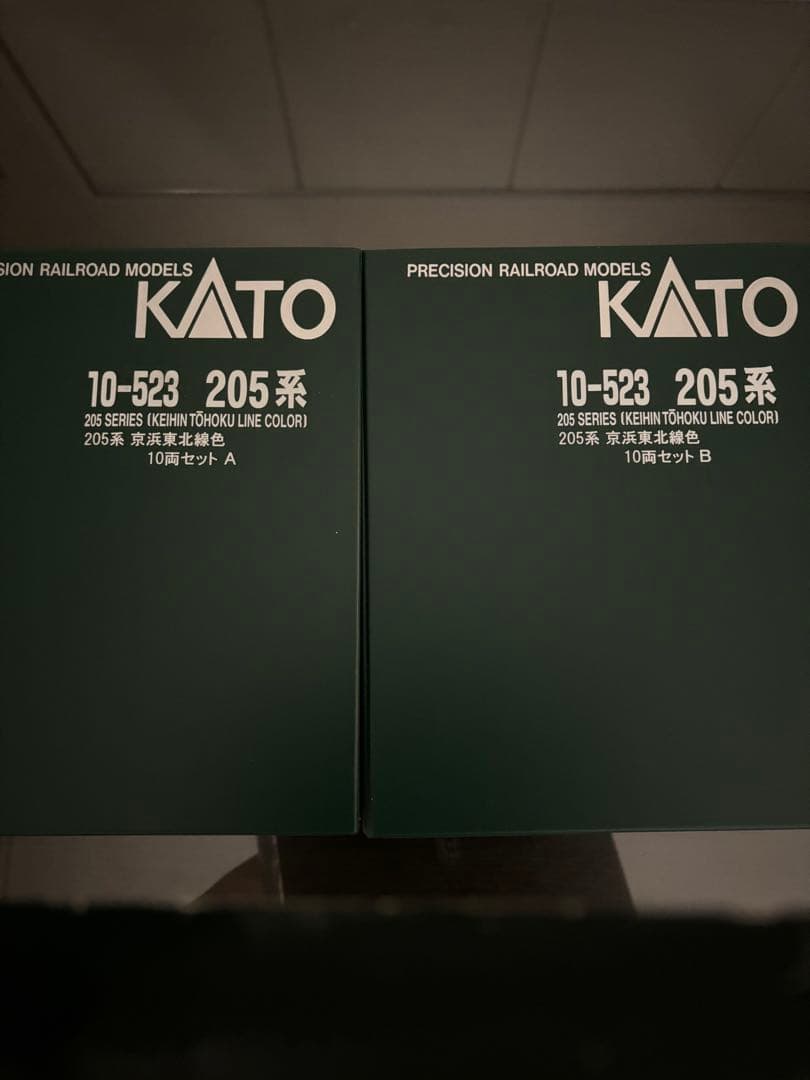 SION RAILROAD MODELS
KATO
10-523 205系
205 SERIES (KEIHIN TŌHOKU LINE COLOR)
205系 京浜東北線色
10両セット A
PRECISION RAILROAD MODELS
KATO
10-523 205系
205 SERIES (KEIHIN TŌHOKU LINE COLOR)
205系 京浜東北線色
10両セット B